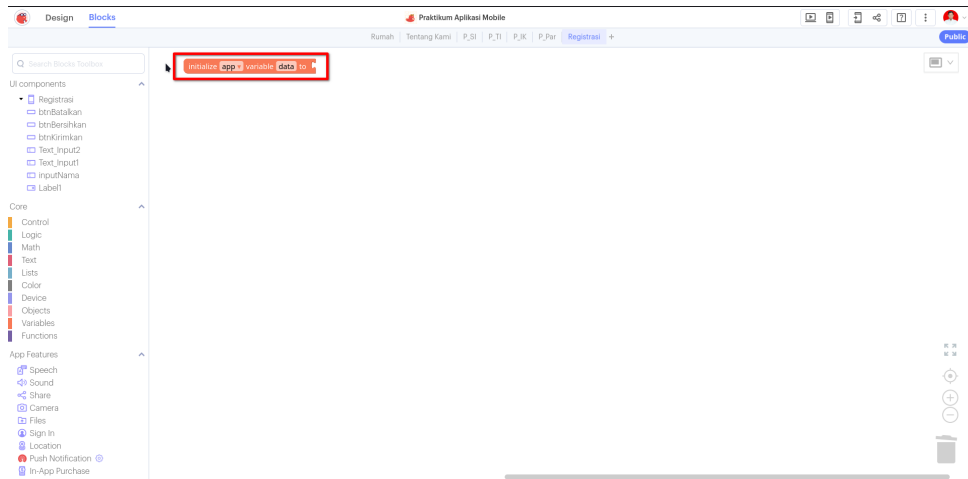 Design Blocks
Praktikum Aplikasi Mobile
Rumah Tentang Kami P_SI P_TI P_IK P_Par Registrasi +
Public
Search Blocks Toolbox
initialize app variable data to
UI components
Registrasi
btnBatalkan
btnBersihkan
btnKirimkan
Text_Input2
Text_Input1
inputNama
Label1
Core
Control
Logic
Math
Text
Lists
Color
Device
Objects
Variables
Functions
App Features
Speech
Sound
Share
Camera
Files
Sign In
Location
Push Notification
In-App Purchase